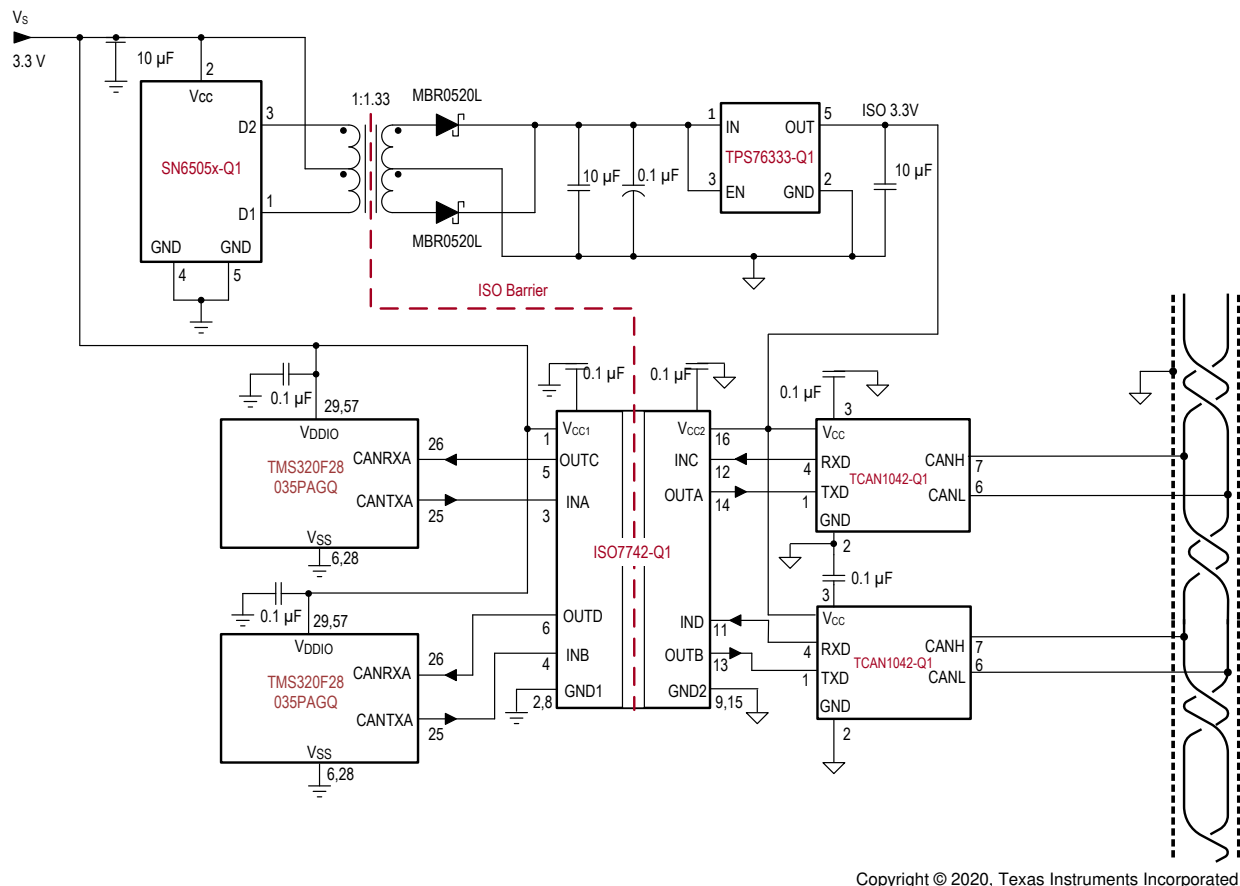 VS
3.3 V
10 µF
2
VCC
3
D2
SN6505x-Q1
D1
1
GND
GND
4
5
1:1.33
MBR0520L
MBR0520L
10 µF
0.1 µF
1
IN
OUT
5
TPS76333-Q1
3
EN
GND
2
ISO 3.3V
10 µF
ISO Barrier
0.1 µF
29,57
VDDIO
TMS320F28
035PAGQ
CANRXA
26
CANTXA
25
VSS
6,28
0.1 µF
29,57
VDDIO
TMS320F28
035PAGQ
CANRXA
26
CANTXA
25
VSS
6,28
0.1 µF
0.1 µF
VCC1
1
OUTC
5
INA
3
ISO7742-Q1
OUTD
6
INB
4
GND1
2,8
VCC2
16
INC
12
OUTA
14
IND
11
OUTB
13
GND2
9,15
0.1 µF
3
VCC
4
RXD
TCAN1042-Q1
1
TXD
GND
2
CANH
7
CANL
6
0.1 µF
3
VCC
4
RXD
TCAN1042-Q1
1
TXD
GND
2
CANH
7
CANL
6
Copyright © 2020, Texas Instruments Incorporated